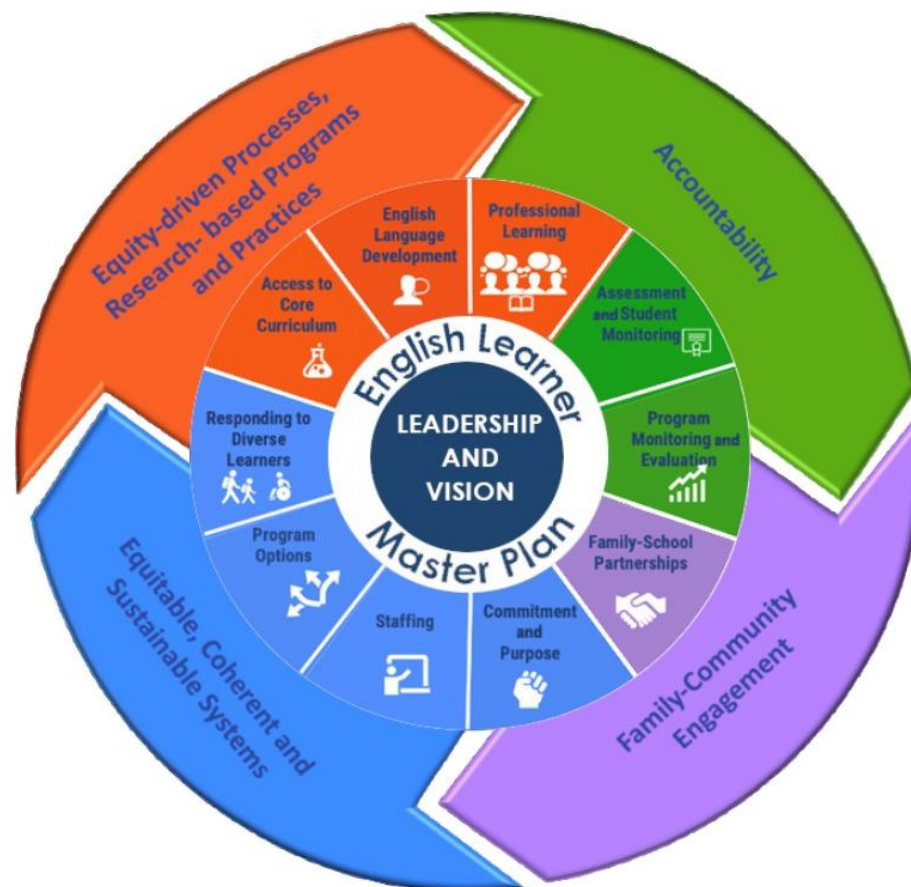 Equity-driven Processes,
Research- based Programs
and Practices
Accountability
Family-Community
Engagement
Equitable, Coherent and
Sustainable Systems
English
Language
Development
Professional
Learning
Assessment
and Student
Monitoring
Program
Monitoring and
Evaluation
Family-School
Partnerships
Commitment
and
Purpose
Staffing
Program
Options
Responding to
Diverse
Learners
Access to
Core
Curriculum
English Learner
LEADERSHIP
AND
VISION
Master Plan